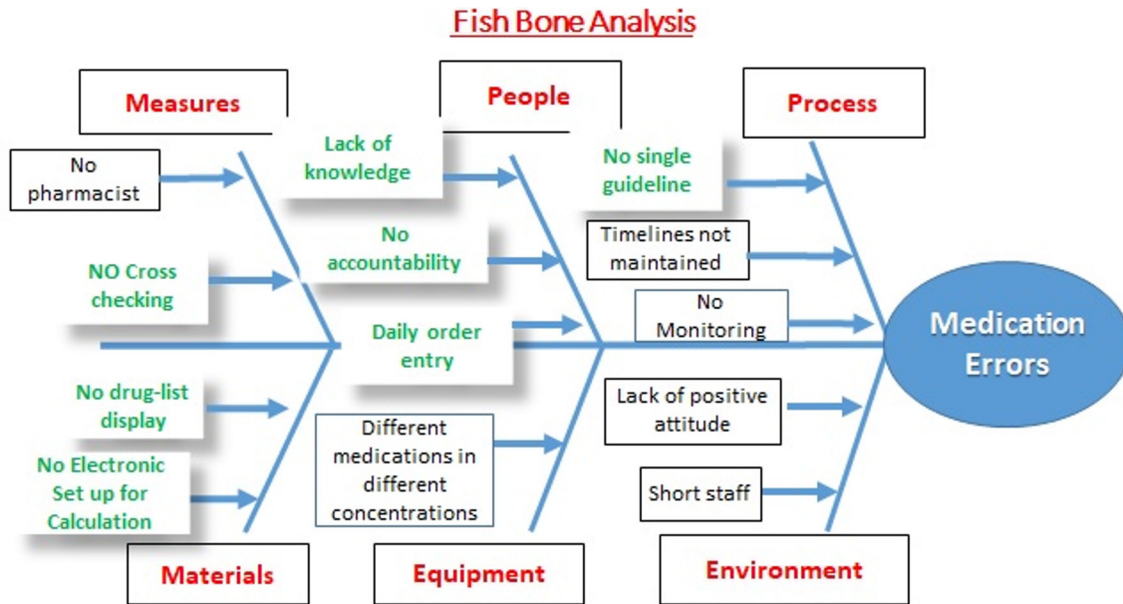 Fish Bone Analysis
Measures
People
Process
No
pharmacist
Lack of
knowledge
No single
guideline
NO Cross
checking
No
accountability
Timelines not
maintained
Daily order
entry
No
Monitoring
Medication
Errors
No drug-list
display
Different
medications in
different
concentrations
Lack of positive
attitude
No Electronic
Set up for
Calculation
Short staff
Materials
Equipment
Environment